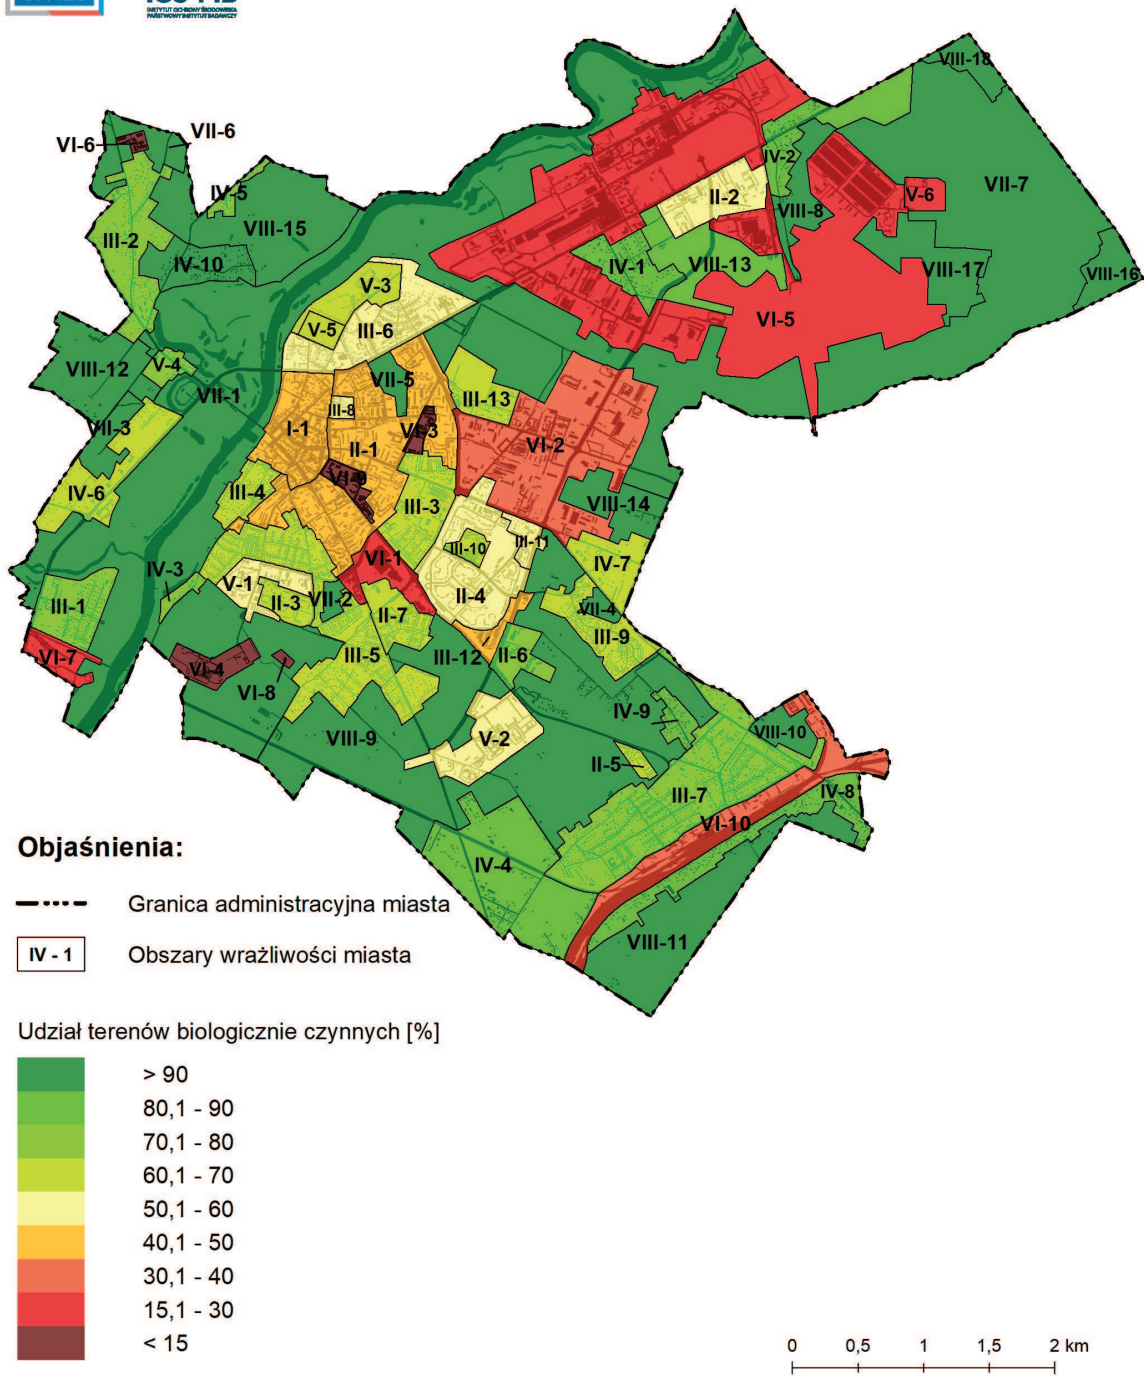 INSTYTUT OCHRONY ŚRODOWISKA
PAŃSTWOWY INSTYTUT BADAWCZY
VIII-18
VI-6
VII-6
IV-2
IV-5
II-2
V-6
VII-7
VIII-8
VIII-15
III-2
IV-10
IV-1
VIII-13
VIII-17
VIII-16
V-3
V-5
III-6
VI-5
VIII-12
V-4
VII-5
VII-1
III-13
III-8
I-1
VII-3
VI-3
II-1
VI-2
VI-9
IV-6
III-4
III-3
VIII-14
III-10
III-11
VI-1
IV-7
IV-3
V-1
II-3
VII-2
II-4
III-1
II-7
VII-4
III-9
VI-7
VI-4
III-5
III-12
II-6
VI-8
IV-9
VIII-9
V-2
VIII-10
II-5
III-7
IV-8
VI-10
IV-4
VIII-11
Objaśnienia:
Granica administracyjna miasta
IV - 1
Obszary wrażliwości miasta
Udział terenów biologicznie czynnych [%]
> 90
80,1 - 90
70,1 - 80
60,1 - 70
50,1 - 60
40,1 - 50
30,1 - 40
15,1 - 30
< 15
0 0,5 1 1,5 2 km